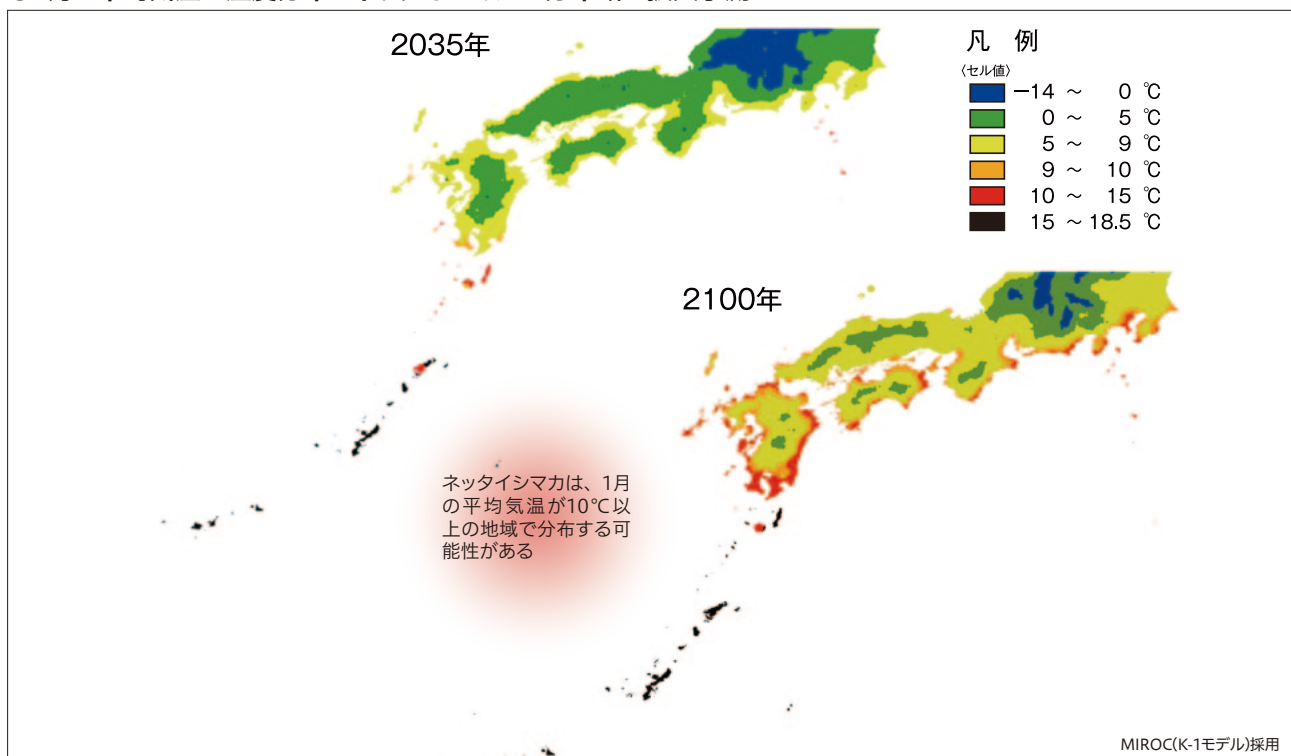 2035年
凡 例
〈セル値〉
−14 ～ 0 ℃
0 ～ 5 ℃
5 ～ 9 ℃
9 ～ 10 ℃
10 ～ 15 ℃
15 ～ 18.5 ℃
2100年
ネッタイシマカは、1月
の平均気温が10℃以
上の地域で分布する可
能性がある
MIROC(K-1モデル)採用